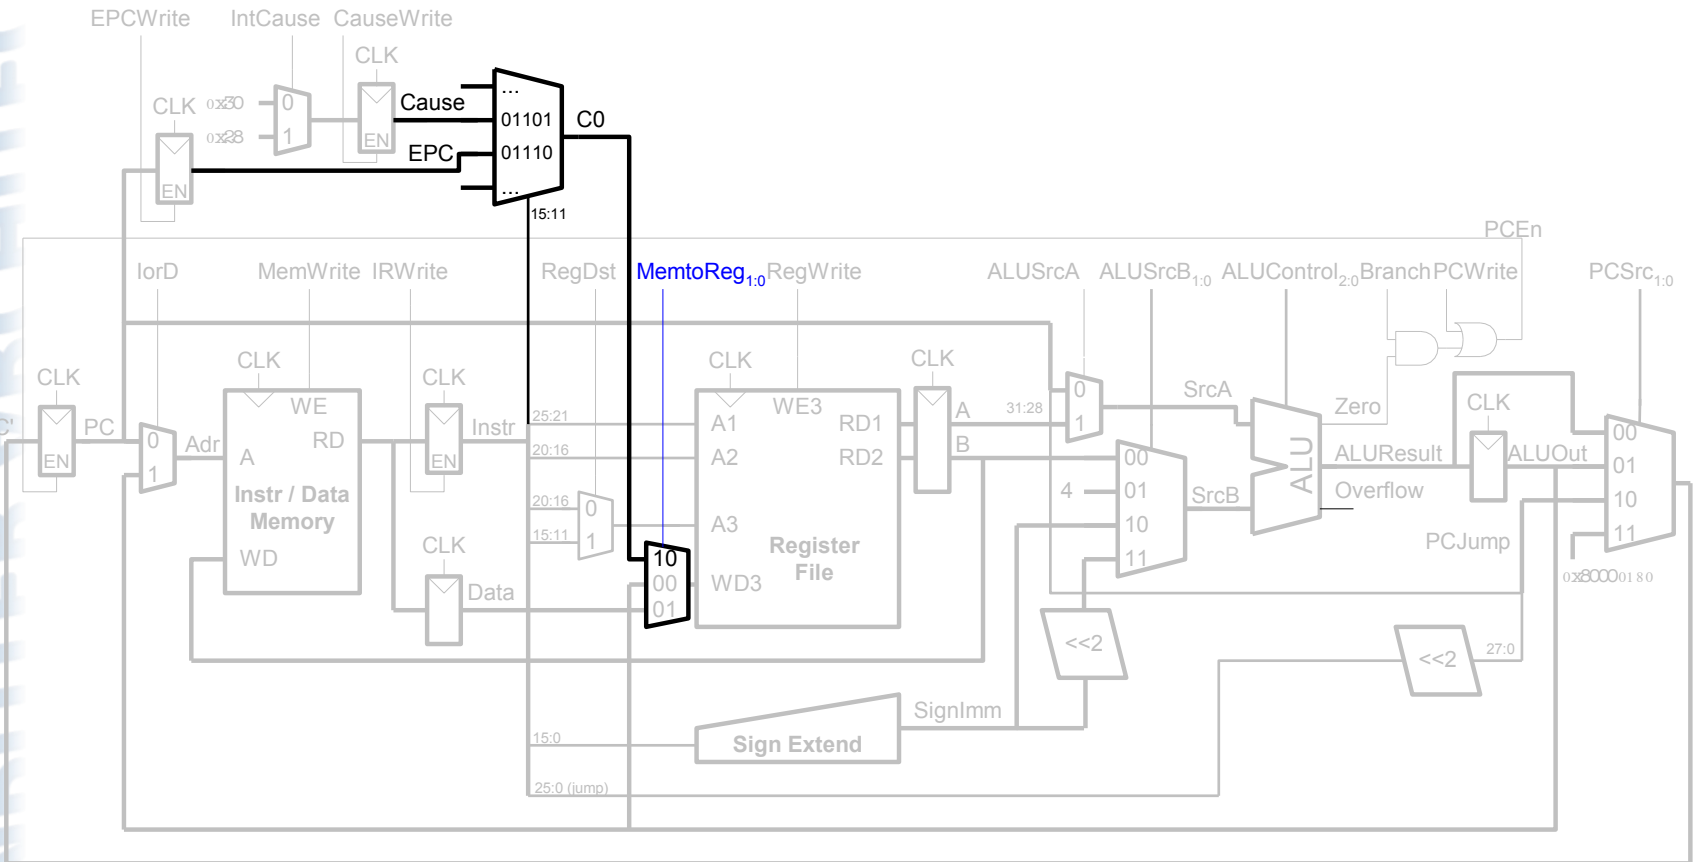 EPCWrite IntCause CauseWrite
CLK
...
CLK 0x30 0 Cause 01101 C0
0x28 1 EN EPC 01110
EN ...
15:11
PCEn
IorD MemWrite IRWrite RegDst MemtoReg1:0 RegWrite ALUSrcA ALUSrcB1:0 ALUControl2:0 Branch PCWrite PCSrc1:0
CLK CLK CLK CLK CLK CLK
WE WE3 0 SrcA CLK
PC 0 Adr RD Instr 25:21 A1 RD1 A 31:28 1 Zero 00
EN 1 A EN 20:16 A2 RD2 B 00 ALU ALUResult ALUOut 01
Instr / Data 20:16 0 4 01 SrcB Overflow 10
Memory 15:11 1 A3 Register 10 PCJump 11
WD CLK 10 File 11 0x80000180
Data 00 WD3
01
<<2 <<2 27:0
SignImm
15:0 Sign Extend
25:0 (jump)